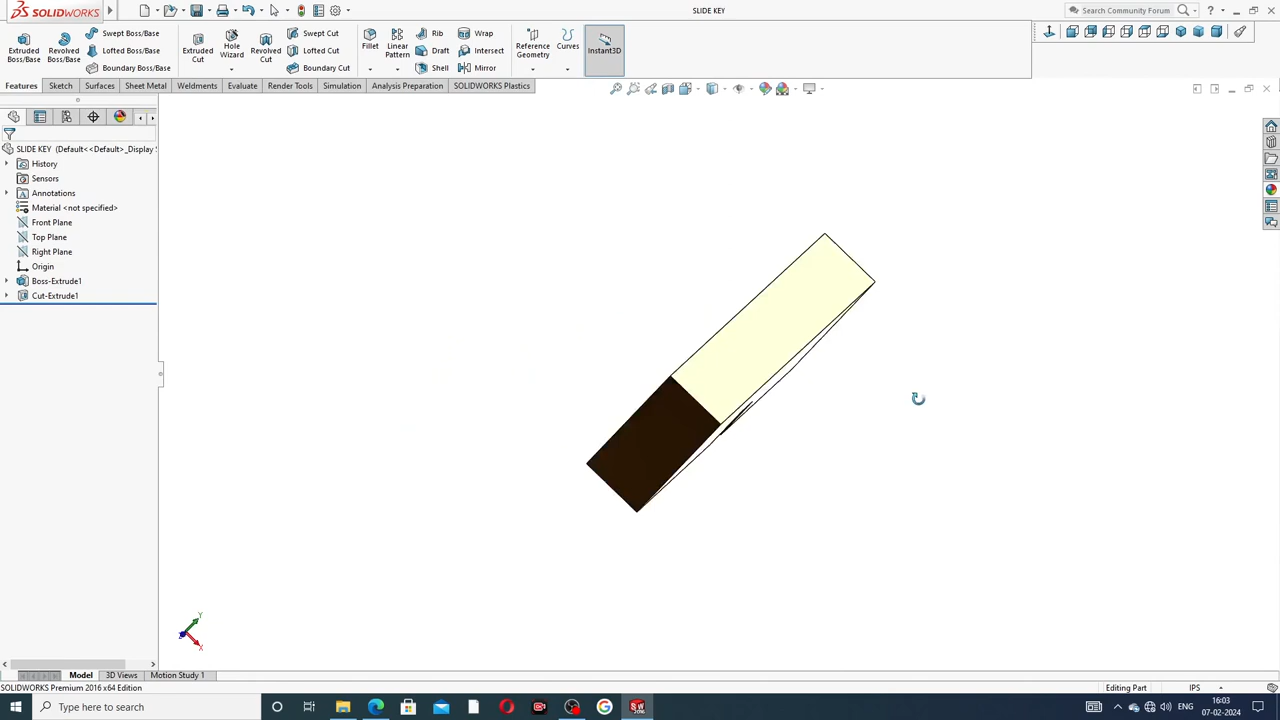 SOLIDWORKS
SLIDE KEY
Search Community Forum
Extruded Boss/Base
Revolved Boss/Base
Swept Boss/Base
Lofted Boss/Base
Boundary Boss/Base
Extruded Cut
Hole Wizard
Revolved Cut
Swept Cut
Lofted Cut
Boundary Cut
Fillet
Linear Pattern
Rib
Draft
Shell
Wrap
Intersect
Mirror
Reference Geometry
Curves
Instant3D
Features
Sketch
Surfaces
Sheet Metal
Weldments
Evaluate
Render Tools
Simulation
Analysis Preparation
SOLIDWORKS Plastics
SLIDE KEY (Default<<Default>_Display S
History
Sensors
Annotations
Material <not specified>
Front Plane
Top Plane
Right Plane
Origin
Boss-Extrude1
Cut-Extrude1
Y
X
Model
3D Views
Motion Study 1
SOLIDWORKS Premium 2016 x64 Edition
Editing Part
IPS
Type here to search
ENG
16:03
07-02-2024